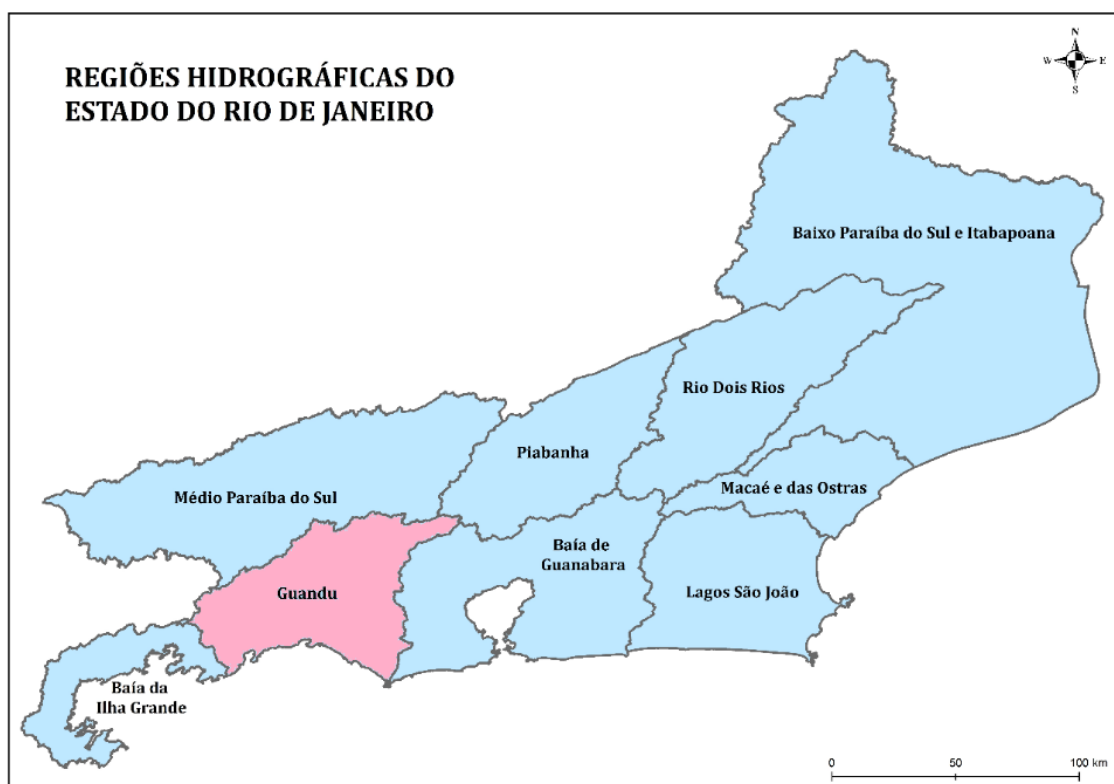 REGIÕES HIDROGRÁFICAS DO
ESTADO DO RIO DE JANEIRO
N
W E
S
Baixo Paraíba do Sul e Itabapoana
Rio Dois Rios
Piabanha
Macaé e das Ostras
Médio Paraíba do Sul
Baía de
Guanabara
Guandu
Lagos São João
Baía da
Ilha Grande
0 50 100 km